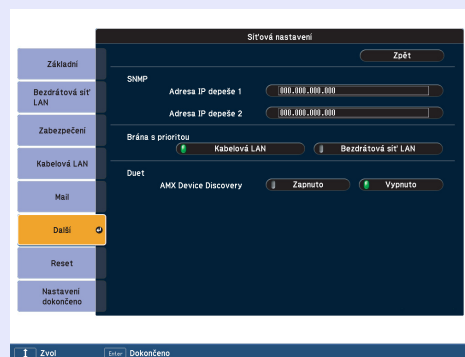 Síťová nastavení
Zpět
Základní
Bezdrátová síť
LAN
Zabezpečení
Kabelová LAN
Mail
Další
Reset
Nastavení
dokončeno
SNMP
Adresa IP depeše 1
000.000.000.000
Adresa IP depeše 2
000.000.000.000
Brána s prioritou
Kabelová LAN
Bezdrátová síť LAN
Duet
AMX Device Discovery
Zapnuto
Vypnuto
Zvol
Enter Dokončeno